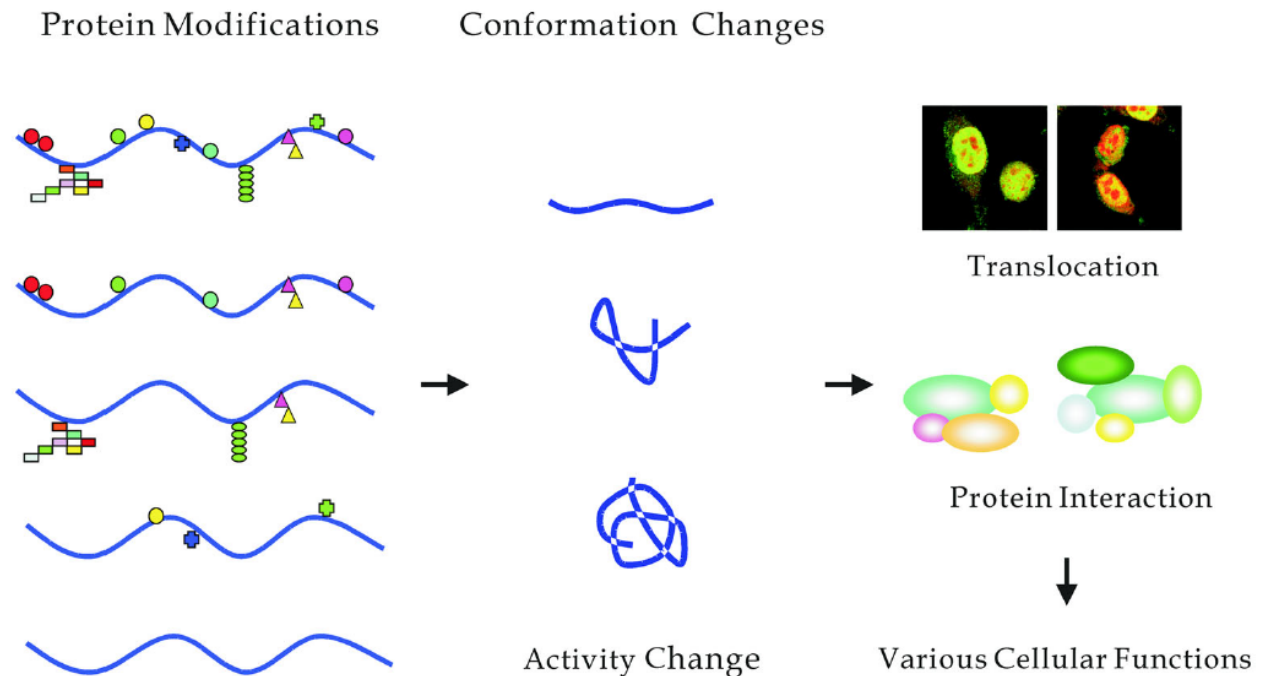 Protein Modifications
Conformation Changes
Translocation
Protein Interaction
Activity Change
Various Cellular Functions